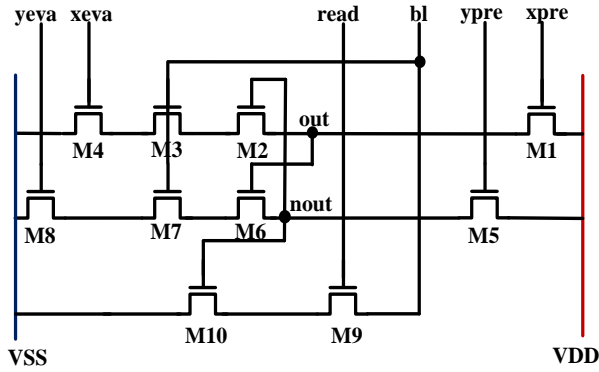 yeva xeva read bl ypre xpre
out
M4 M3 M2 M1
nout
M8 M7 M6 M5
M10 M9
VSS VDD